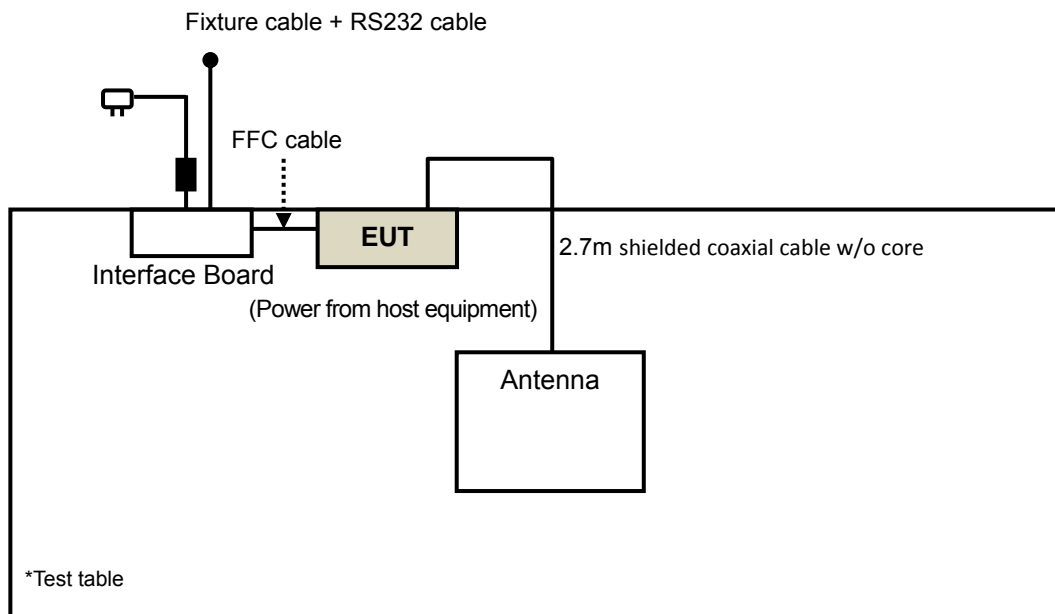 Fixture cable + RS232 cable
FFC cable
EUT
2.7m shielded coaxial cable w/o core
Interface Board
(Power from host equipment)
Antenna
*Test table